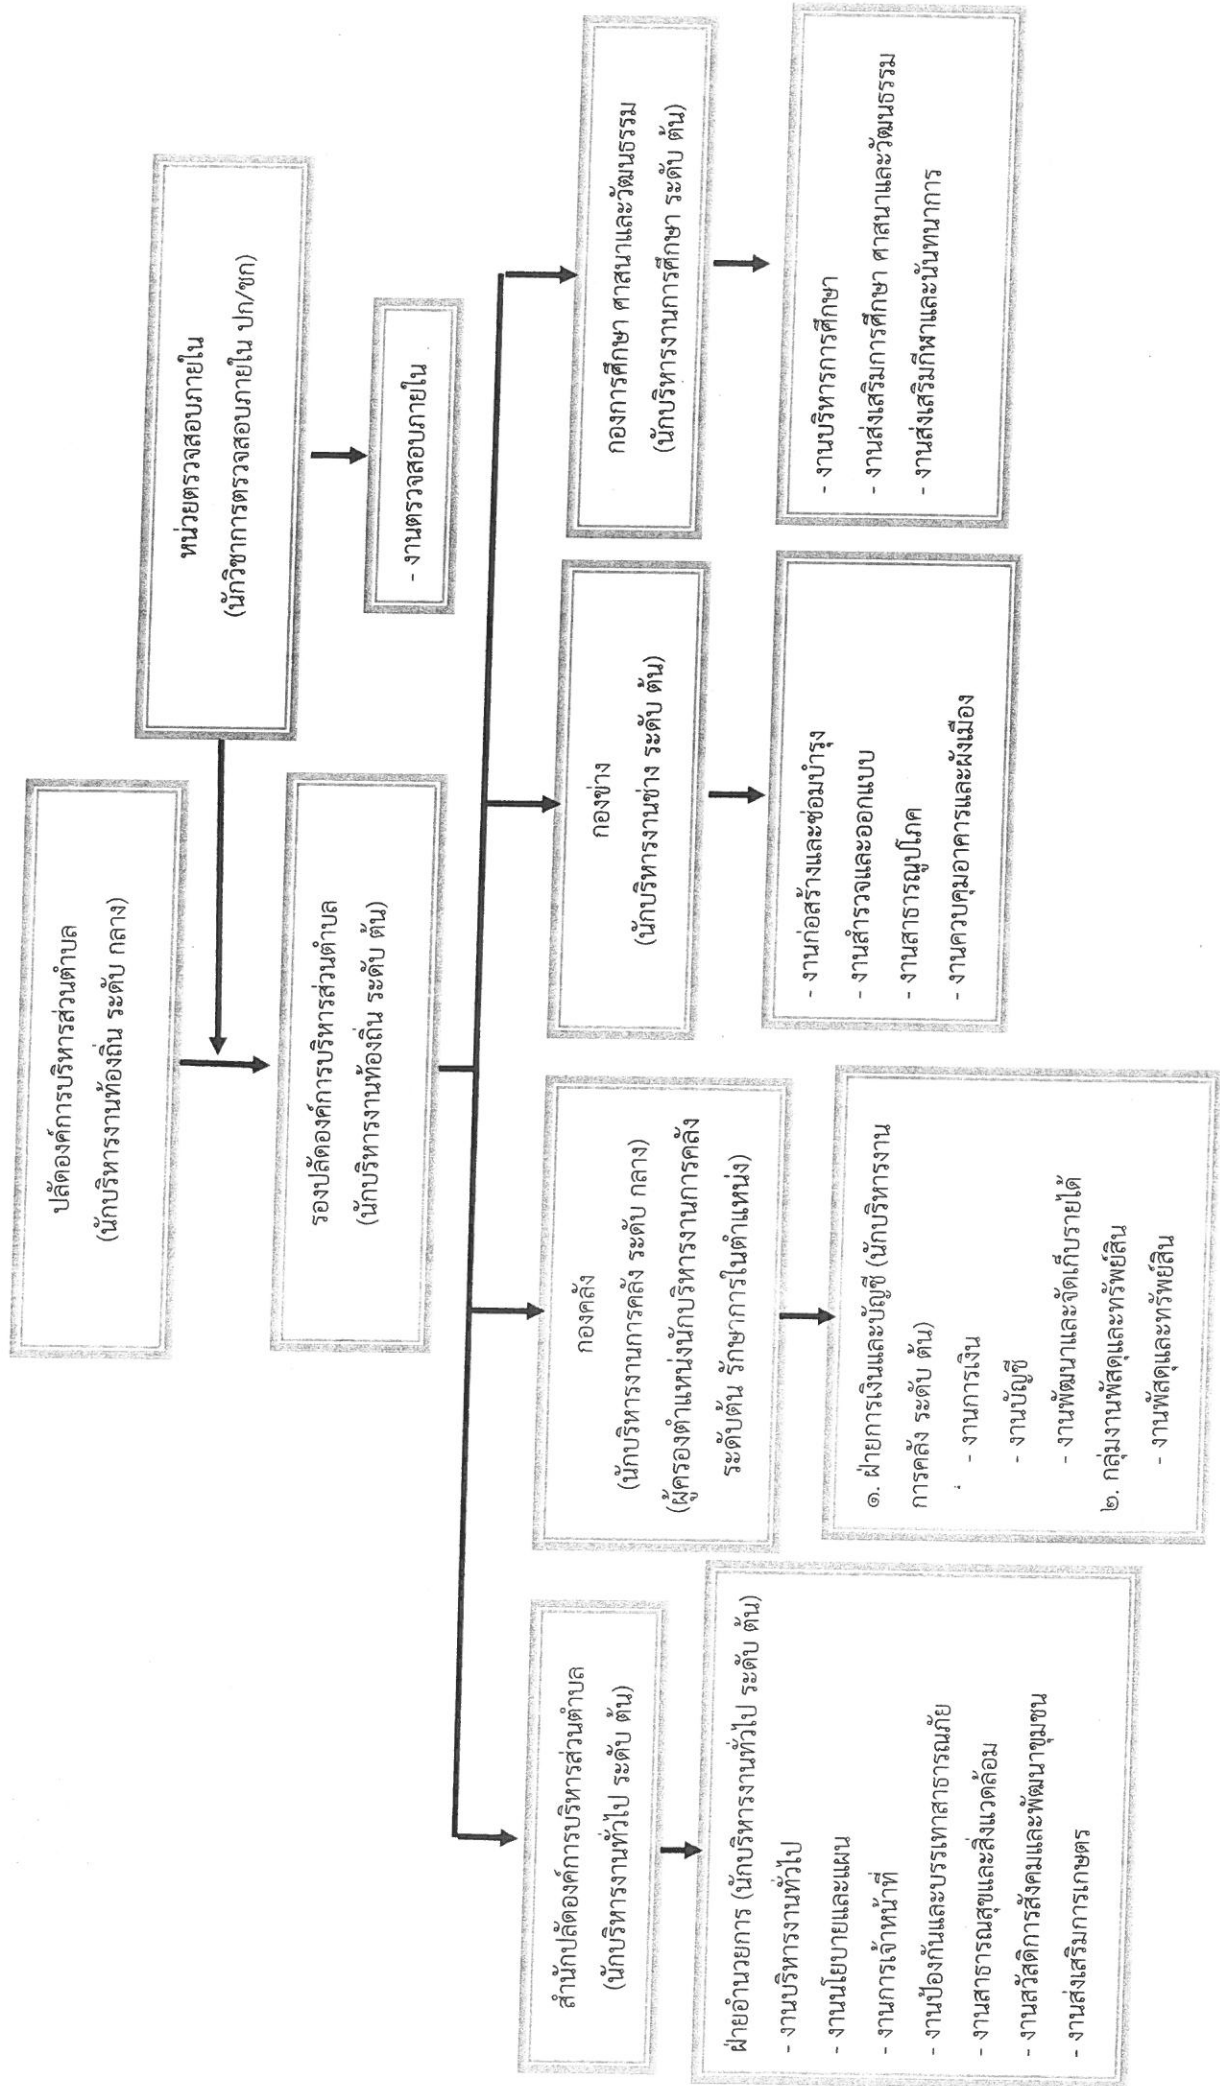 ปลัดองค์การบริหารส่วนตำบล
(นักบริหารงานท้องถิ่น ระดับ กลาง)
หน่วยตรวจสอบภายใน
(นักวิชาการตรวจสอบภายใน ปก/ชก)
- งานตรวจสอบภายใน
รองปลัดองค์การบริหารส่วนตำบล
(นักบริหารงานท้องถิ่น ระดับ ต้น)
สำนักปลัดองค์การบริหารส่วนตำบล
(นักบริหารงานทั่วไป ระดับ ต้น)
ฝ่ายอำนวยการ (นักบริหารงานทั่วไป ระดับ ต้น)
- งานบริหารงานทั่วไป
- งานนโยบายและแผน
- งานการเจ้าหน้าที่
- งานป้องกันและบรรเทาสาธารณภัย
- งานสาธารณสุขและสิ่งแวดล้อม
- งานสวัสดิการสังคมและพัฒนาชุมชน
- งานส่งเสริมการเกษตร
กองคลัง
(นักบริหารงานการคลัง ระดับ กลาง)
(ผู้ครองตำแหน่งนักบริหารงานการคลัง
ระดับต้น รักษาการในตำแหน่ง)
๑. ฝ่ายการเงินและบัญชี (นักบริหารงาน
การคลัง ระดับ ต้น)
- งานการเงิน
- งานบัญชี
- งานพัฒนาและจัดเก็บรายได้
๒. กลุ่มงานพัสดุและทรัพย์สิน
- งานพัสดุและทรัพย์สิน
กองช่าง
(นักบริหารงานช่าง ระดับ ต้น)
- งานก่อสร้างและซ่อมบำรุง
- งานสำรวจและออกแบบ
- งานสาธารณูปโภค
- งานควบคุมอาคารและผังเมือง
กองการศึกษา ศาสนาและวัฒนธรรม
(นักบริหารงานการศึกษา ระดับ ต้น)
- งานบริหารการศึกษา
- งานส่งเสริมการศึกษา ศาสนาและวัฒนธรรม
- งานส่งเสริมกีฬาและนันทนาการ